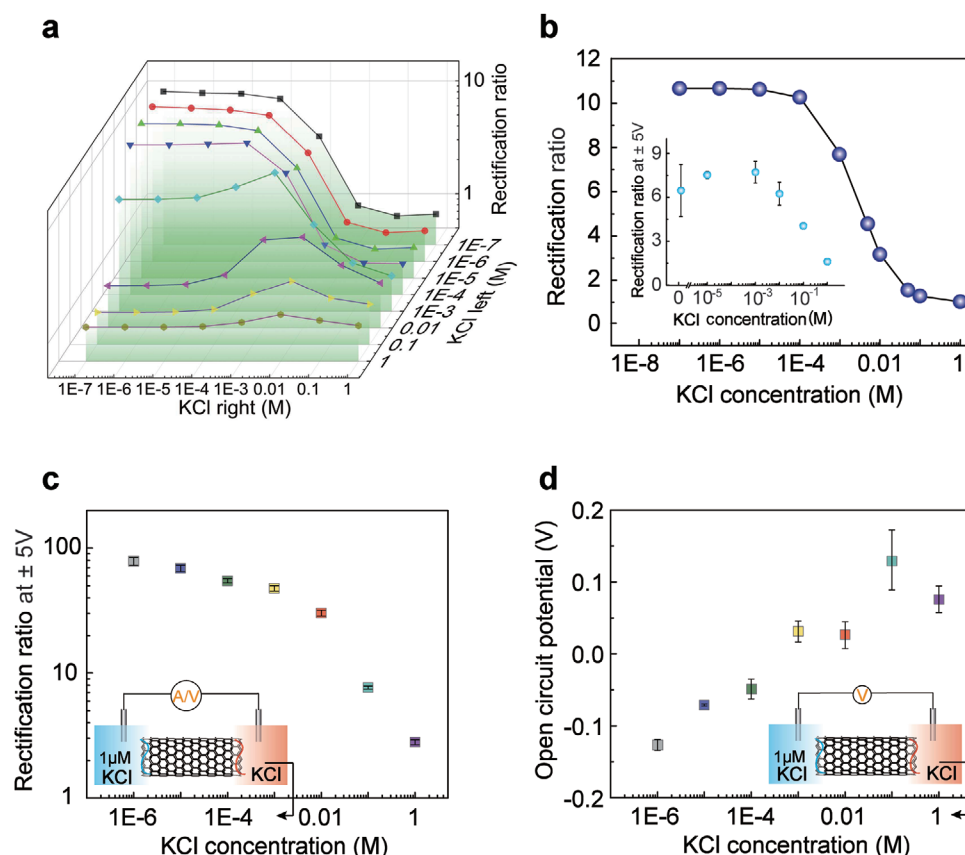 a
10
1
Rectification ratio
1E-7
1E-6
1E-5
1E-4
1E-3
0.01
0.1
1
KCl left (M)
1E-7 1E-6 1E-5 1E-4 1E-3 0.01 0.1 1
KCl right (M)
b
12
10
8
6
4
2
0
Rectification ratio
1E-8 1E-6 1E-4 0.01 1
KCl concentration (M)
9
6
3
0
Rectification ratio at ± 5V
0 10⁻⁵ 10⁻³ 10⁻¹
KCl concentration(M)
c
100
10
1
Rectification ratio at ± 5V
A/V
1µM
KCl
KCl
1E-6 1E-4 0.01 1
KCl concentration (M)
d
0.2
0.1
0.0
-0.1
-0.2
Open circuit potential (V)
V
1µM
KCl
KCl
1E-6 1E-4 0.01 1
KCl concentration (M)